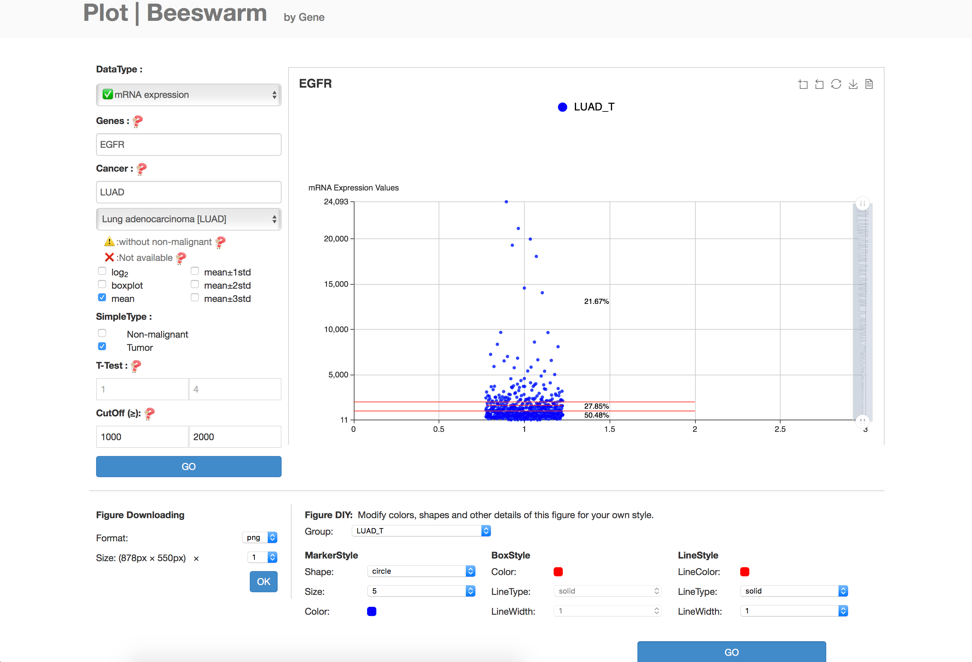 Plot | Beeswarm by Gene
DataType :
mRNA expression
Genes :
EGFR
Cancer :
LUAD
Lung adenocarcinoma [LUAD]
:without non-malignant
:Not available
log2 mean±1std
boxplot mean±2std
mean mean±3std
SimpleType :
Non-malignant
Tumor
T-Test :
1 4
CutOff (≥):
1000 2000
GO
EGFR
LUAD_T
mRNA Expression Values
24,093
20,000
15,000
21.67%
10,000
5,000
27.85%
50.48%
11
0 0.5 1 1.5 2 2.5 3
Figure Downloading
Format: png
Size: (878px × 550px) × 1
OK
Figure DIY: Modify colors, shapes and other details of this figure for your own style.
Group: LUAD_T
MarkerStyle BoxStyle LineStyle
Shape: circle Color: LineColor:
Size: 5 LineType: solid LineType: solid
Color: LineWidth: 1 LineWidth: 1
GO